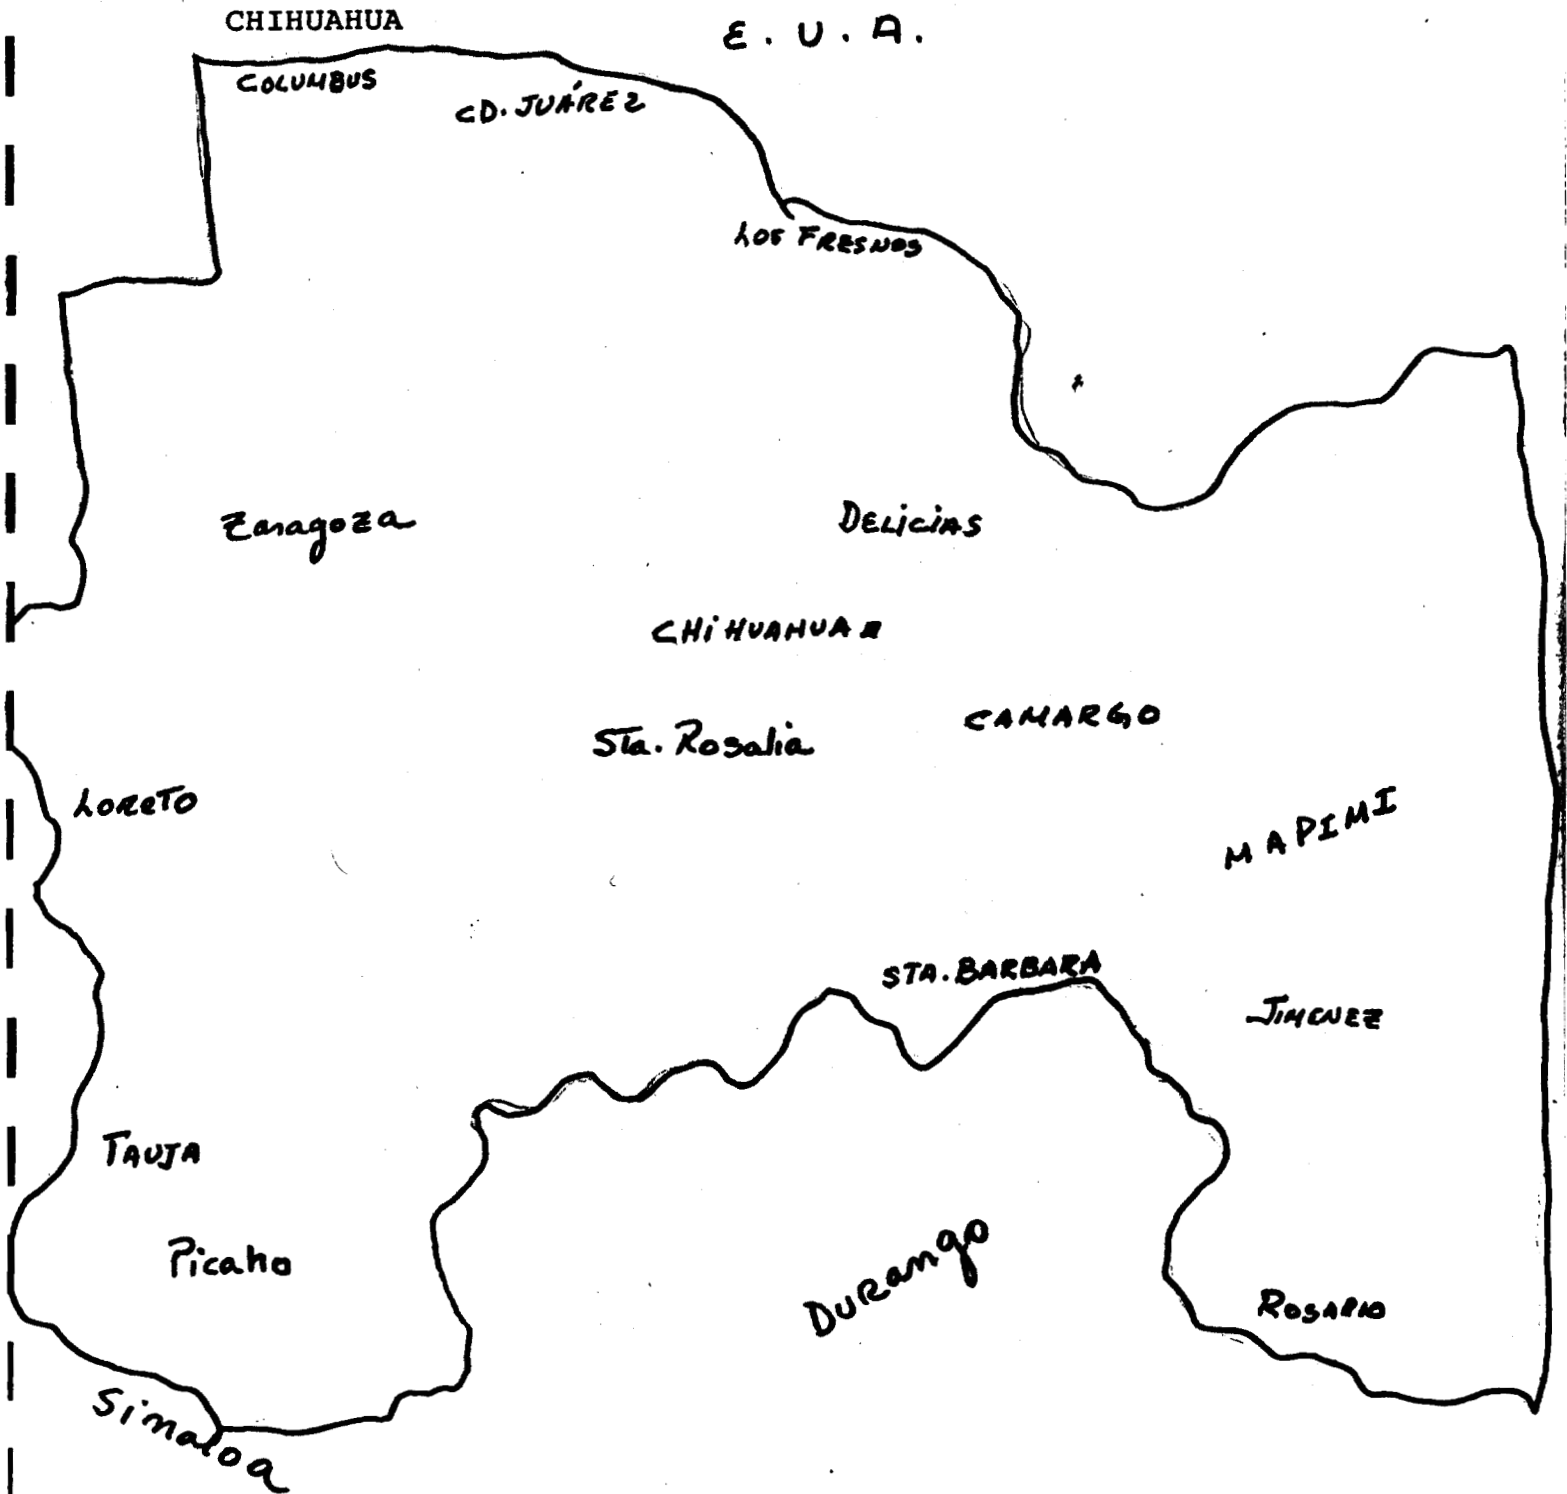 CHIHUAHUA
E. U. A.
COLUMBUS
CD. JUÁREZ
LOS FRESNOS
Zaragoza
DELICIAS
CHIHUAHUA
Sta. Rosalia
CAMARGO
LORETO
MAPIMI
STA. BARBARA
JIMENEZ
TAUJA
Picaho
Durango
ROSARIO
Sinaloa